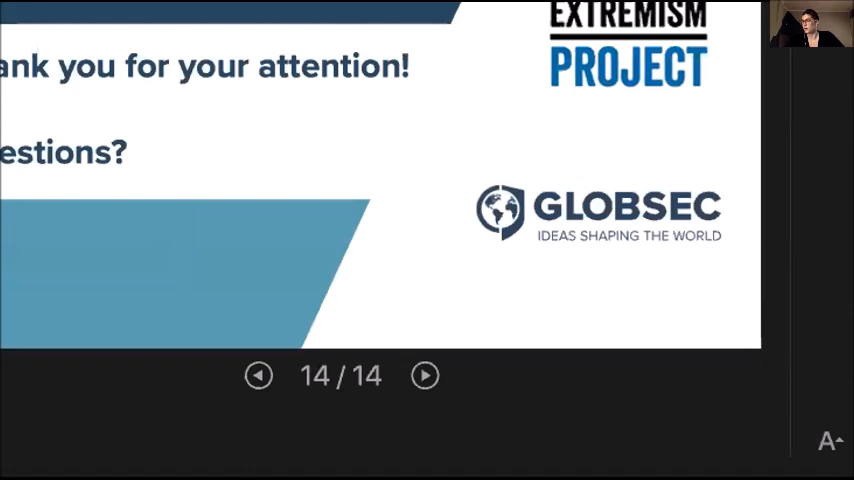 EXTREMISM
PROJECT
ank you for your attention!
estions?
GLOBSEC
IDEAS SHAPING THE WORLD
14/14
A